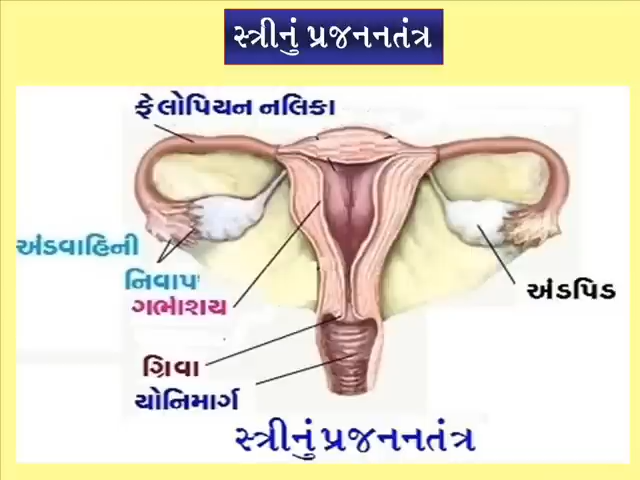 સ્ત્રીનું પ્રજનનતંત્ર
ફેલોપિયન નલિકા
અંડવાહિની
નિવાપ
ગર્ભાશય
અંડપિંડ
ગ્રિવા
યોનિમાર્ગ
સ્ત્રીનું પ્રજનનતંત્ર